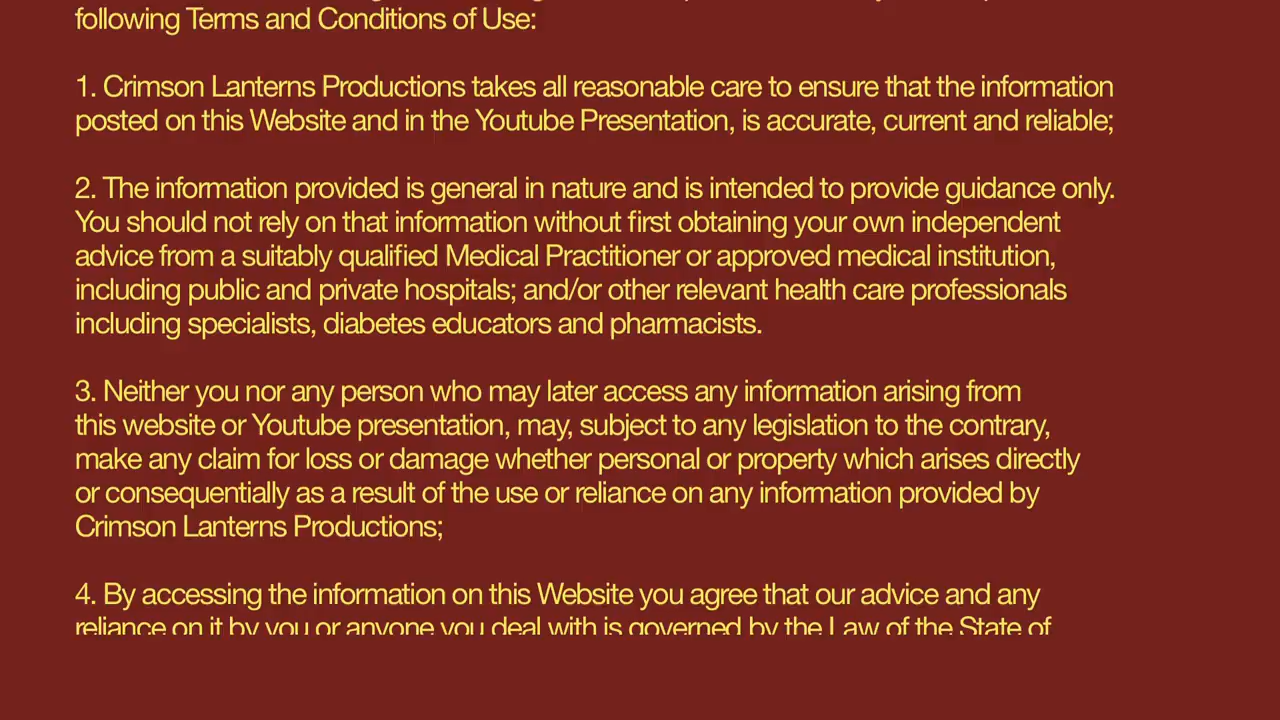 following Terms and Conditions of Use:
1. Crimson Lanterns Productions takes all reasonable care to ensure that the information
posted on this Website and in the Youtube Presentation, is accurate, current and reliable;
2. The information provided is general in nature and is intended to provide guidance only.
You should not rely on that information without first obtaining your own independent
advice from a suitably qualified Medical Practitioner or approved medical institution,
including public and private hospitals; and/or other relevant health care professionals
including specialists, diabetes educators and pharmacists.
3. Neither you nor any person who may later access any information arising from
this website or Youtube presentation, may, subject to any legislation to the contrary,
make any claim for loss or damage whether personal or property which arises directly
or consequentially as a result of the use or reliance on any information provided by
Crimson Lanterns Productions;
4. By accessing the information on this Website you agree that our advice and any
reliance on it by you or anyone you deal with is governed by the Law of the State of